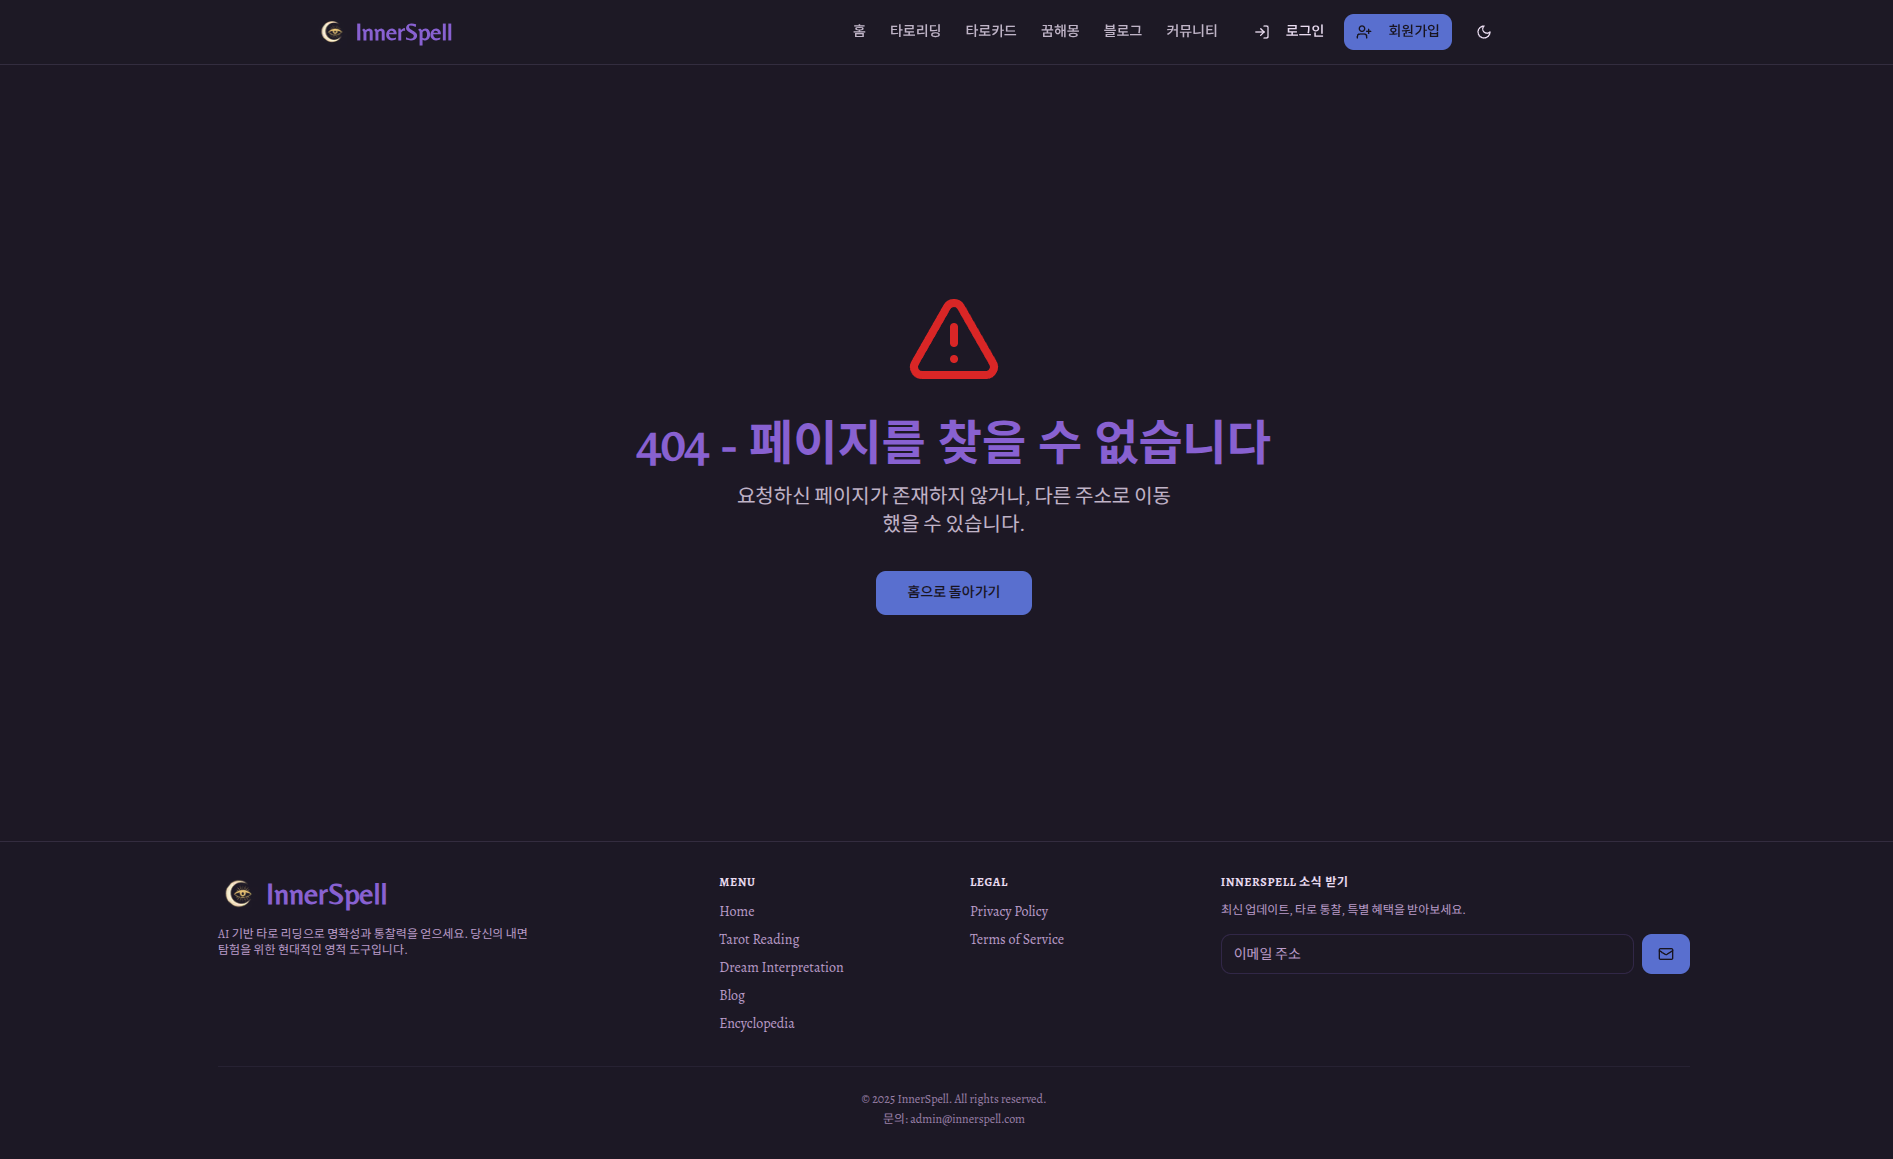 InnerSpell
홈
타로리딩
타로카드
꿈해몽
블로그
커뮤니티
로그인
회원가입
404 - 페이지를 찾을 수 없습니다
요청하신 페이지가 존재하지 않거나, 다른 주소로 이동
했을 수 있습니다.
홈으로 돌아가기
InnerSpell
AI 기반 타로 리딩으로 명확성과 통찰력을 얻으세요. 당신의 내면
탐험을 위한 현대적인 영적 도구입니다.
MENU
Home
Tarot Reading
Dream Interpretation
Blog
Encyclopedia
LEGAL
Privacy Policy
Terms of Service
INNERSPELL 소식 받기
최신 업데이트, 타로 통찰, 특별 혜택을 받아보세요.
이메일 주소
© 2025 InnerSpell. All rights reserved.
문의: admin@innerspell.com